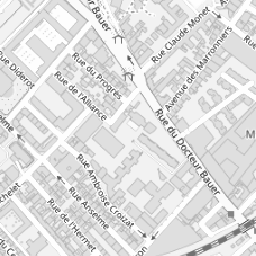 Bauer
Rue Claude Monet
Rue Diderot
Rue du Progrès
Avenue des Marronniers
Rue de l'Alliance
Rue du Docteur Bauer
M
Rue Ambroise Croizat
Rue Anselme
Rue de l'Hermet